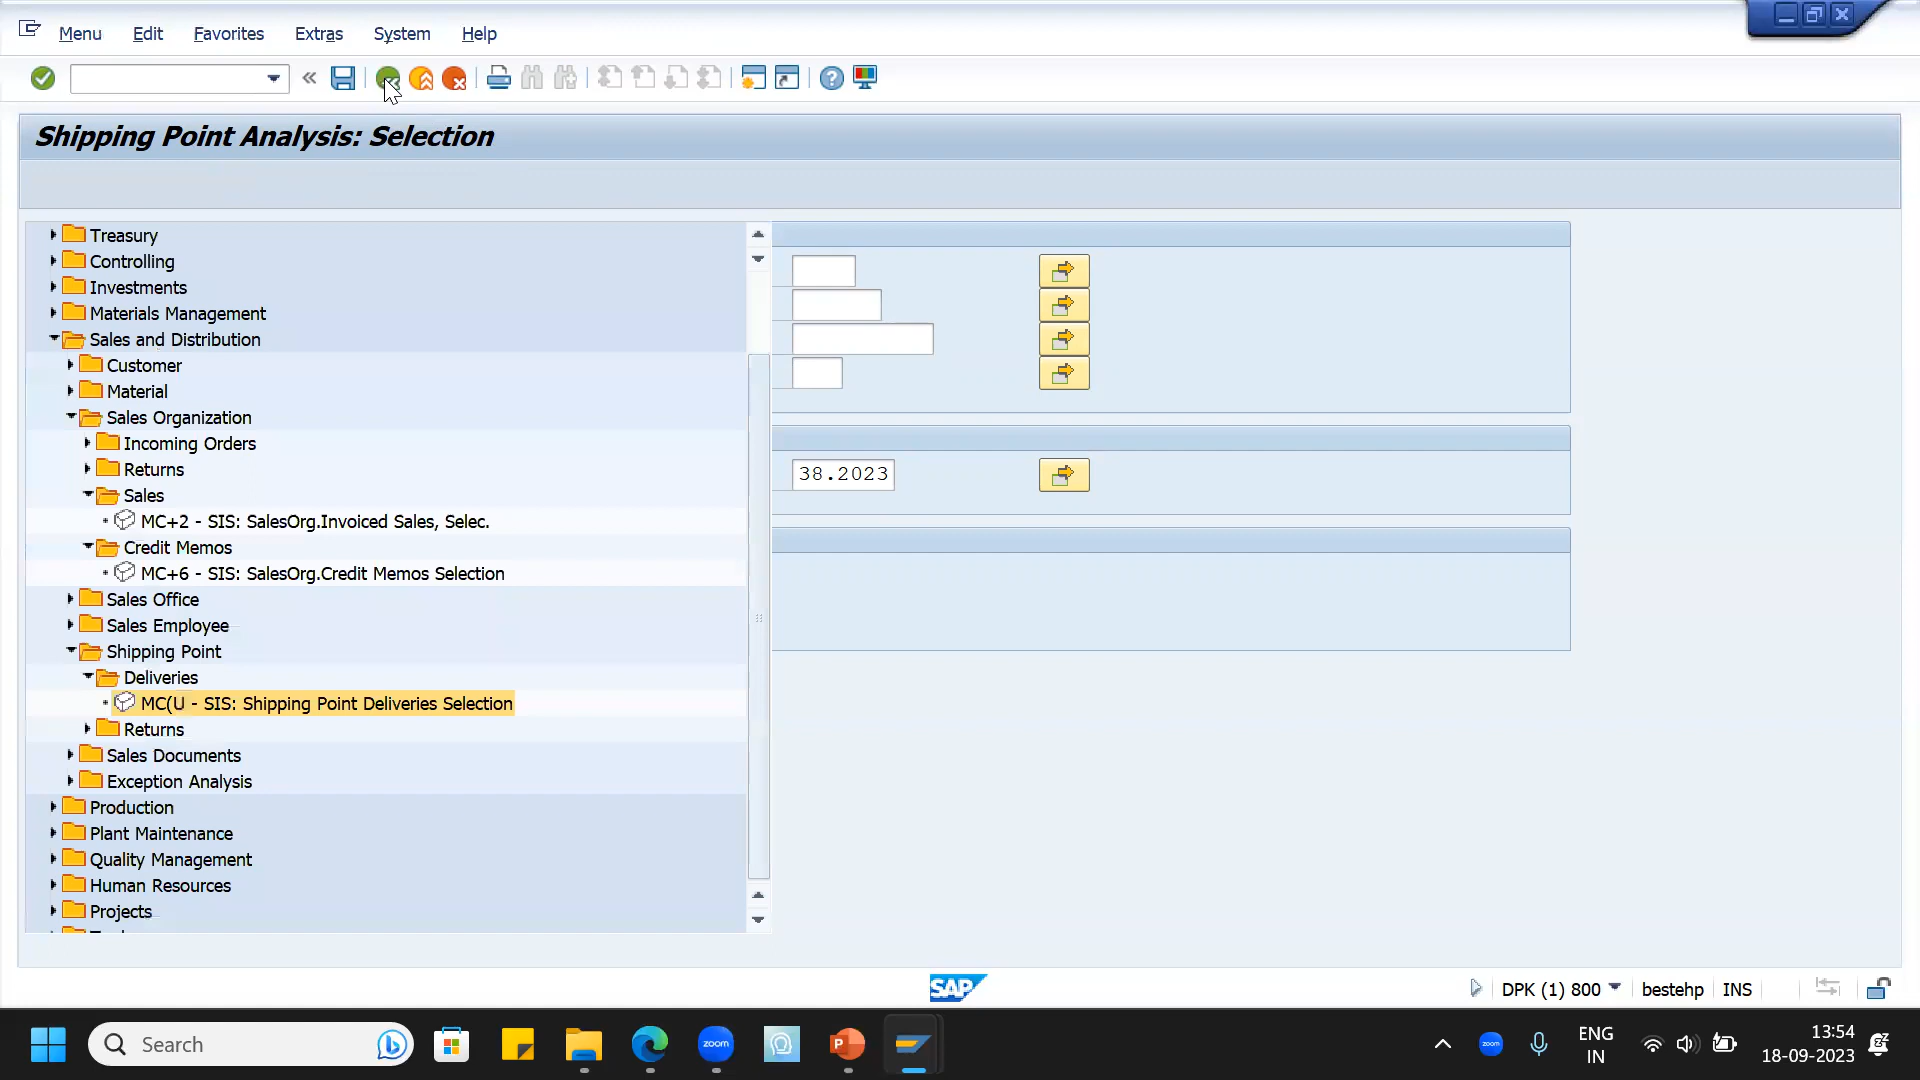 Menu Edit Favorites Extras System Help
Shipping Point Analysis: Selection
Treasury
Controlling
Investments
Materials Management
Sales and Distribution
Customer
Material
Sales Organization
Incoming Orders
Returns
38.2023
Sales
MC+2 - SIS: SalesOrg.Invoiced Sales, Selec.
Credit Memos
MC+6 - SIS: SalesOrg.Credit Memos Selection
Sales Office
Sales Employee
Shipping Point
Deliveries
MC(U - SIS: Shipping Point Deliveries Selection
Returns
Sales Documents
Exception Analysis
Production
Plant Maintenance
Quality Management
Human Resources
Projects
SAP
DPK (1) 800 bestehp INS
Search
zoom
P
zoom
ENG
IN
13:54
18-09-2023